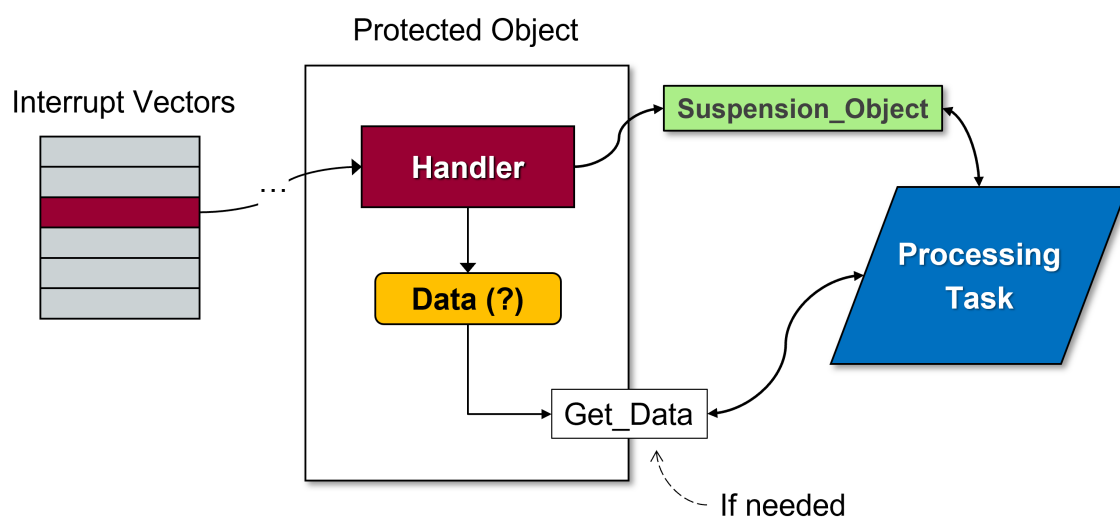 Protected Object
Interrupt Vectors
Suspension_Object
...
Handler
Processing
Task
Data (?)
Get_Data
If needed